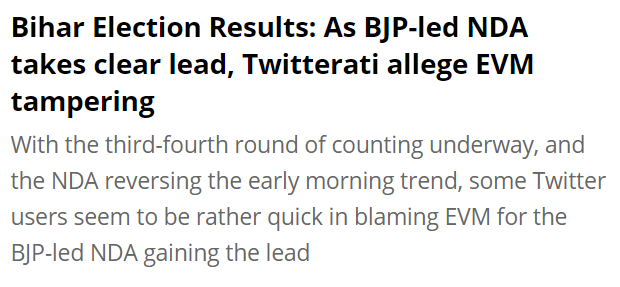 Bihar Election Results: As BJP-led NDA
takes clear lead, Twitterati allege EVM
tampering
With the third-fourth round of counting underway, and
the NDA reversing the early morning trend, some Twitter
users seem to be rather quick in blaming EVM for the
BJP-led NDA gaining the lead